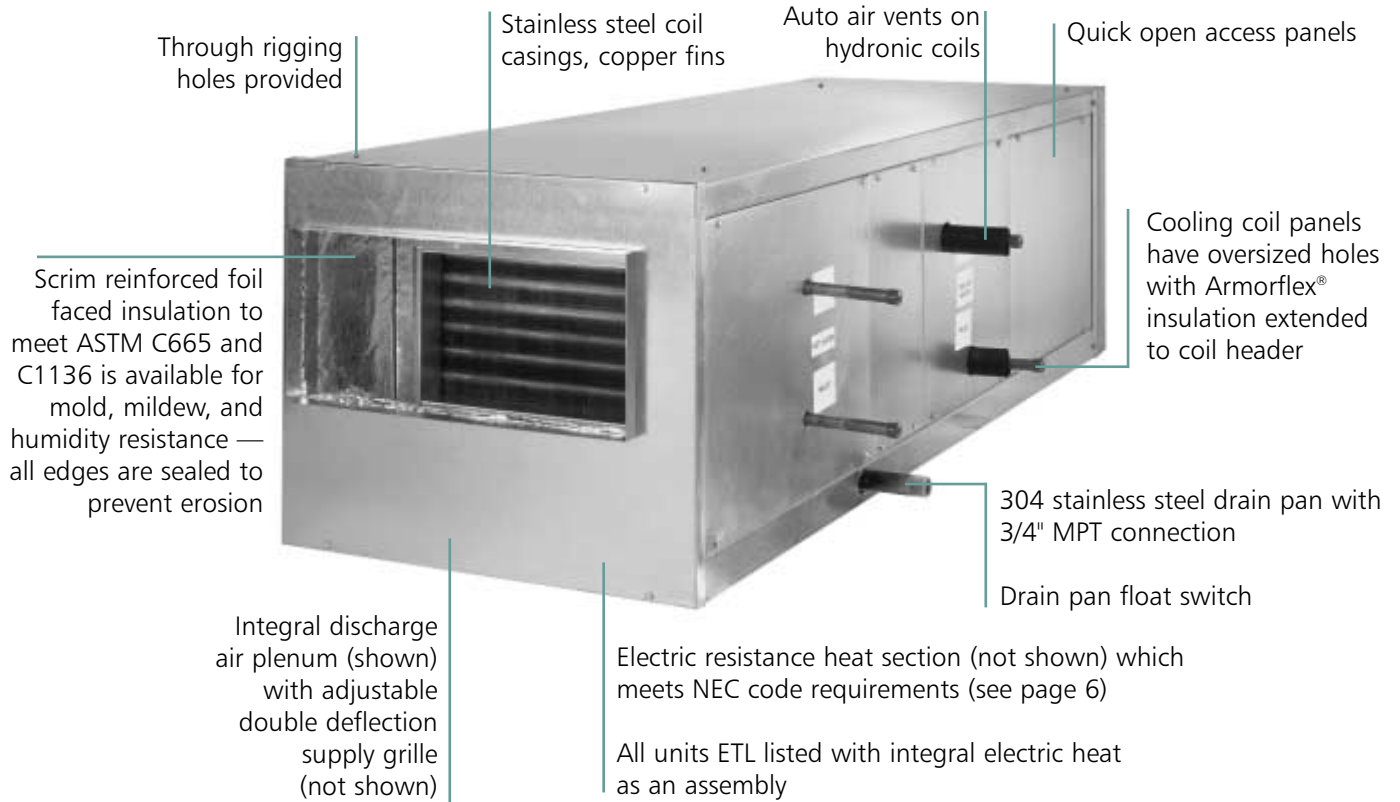 Through rigging
holes provided
Stainless steel coil
casings, copper fins
Auto air vents on
hydronic coils
Quick open access panels
Scrim reinforced foil
faced insulation to
meet ASTM C665 and
C1136 is available for
mold, mildew, and
humidity resistance —
all edges are sealed to
prevent erosion
Cooling coil panels
have oversized holes
with Armorflex®
insulation extended
to coil header
304 stainless steel drain pan with
3/4" MPT connection
Drain pan float switch
Integral discharge
air plenum (shown)
with adjustable
double deflection
supply grille
(not shown)
Electric resistance heat section (not shown) which
meets NEC code requirements (see page 6)
All units ETL listed with integral electric heat
as an assembly